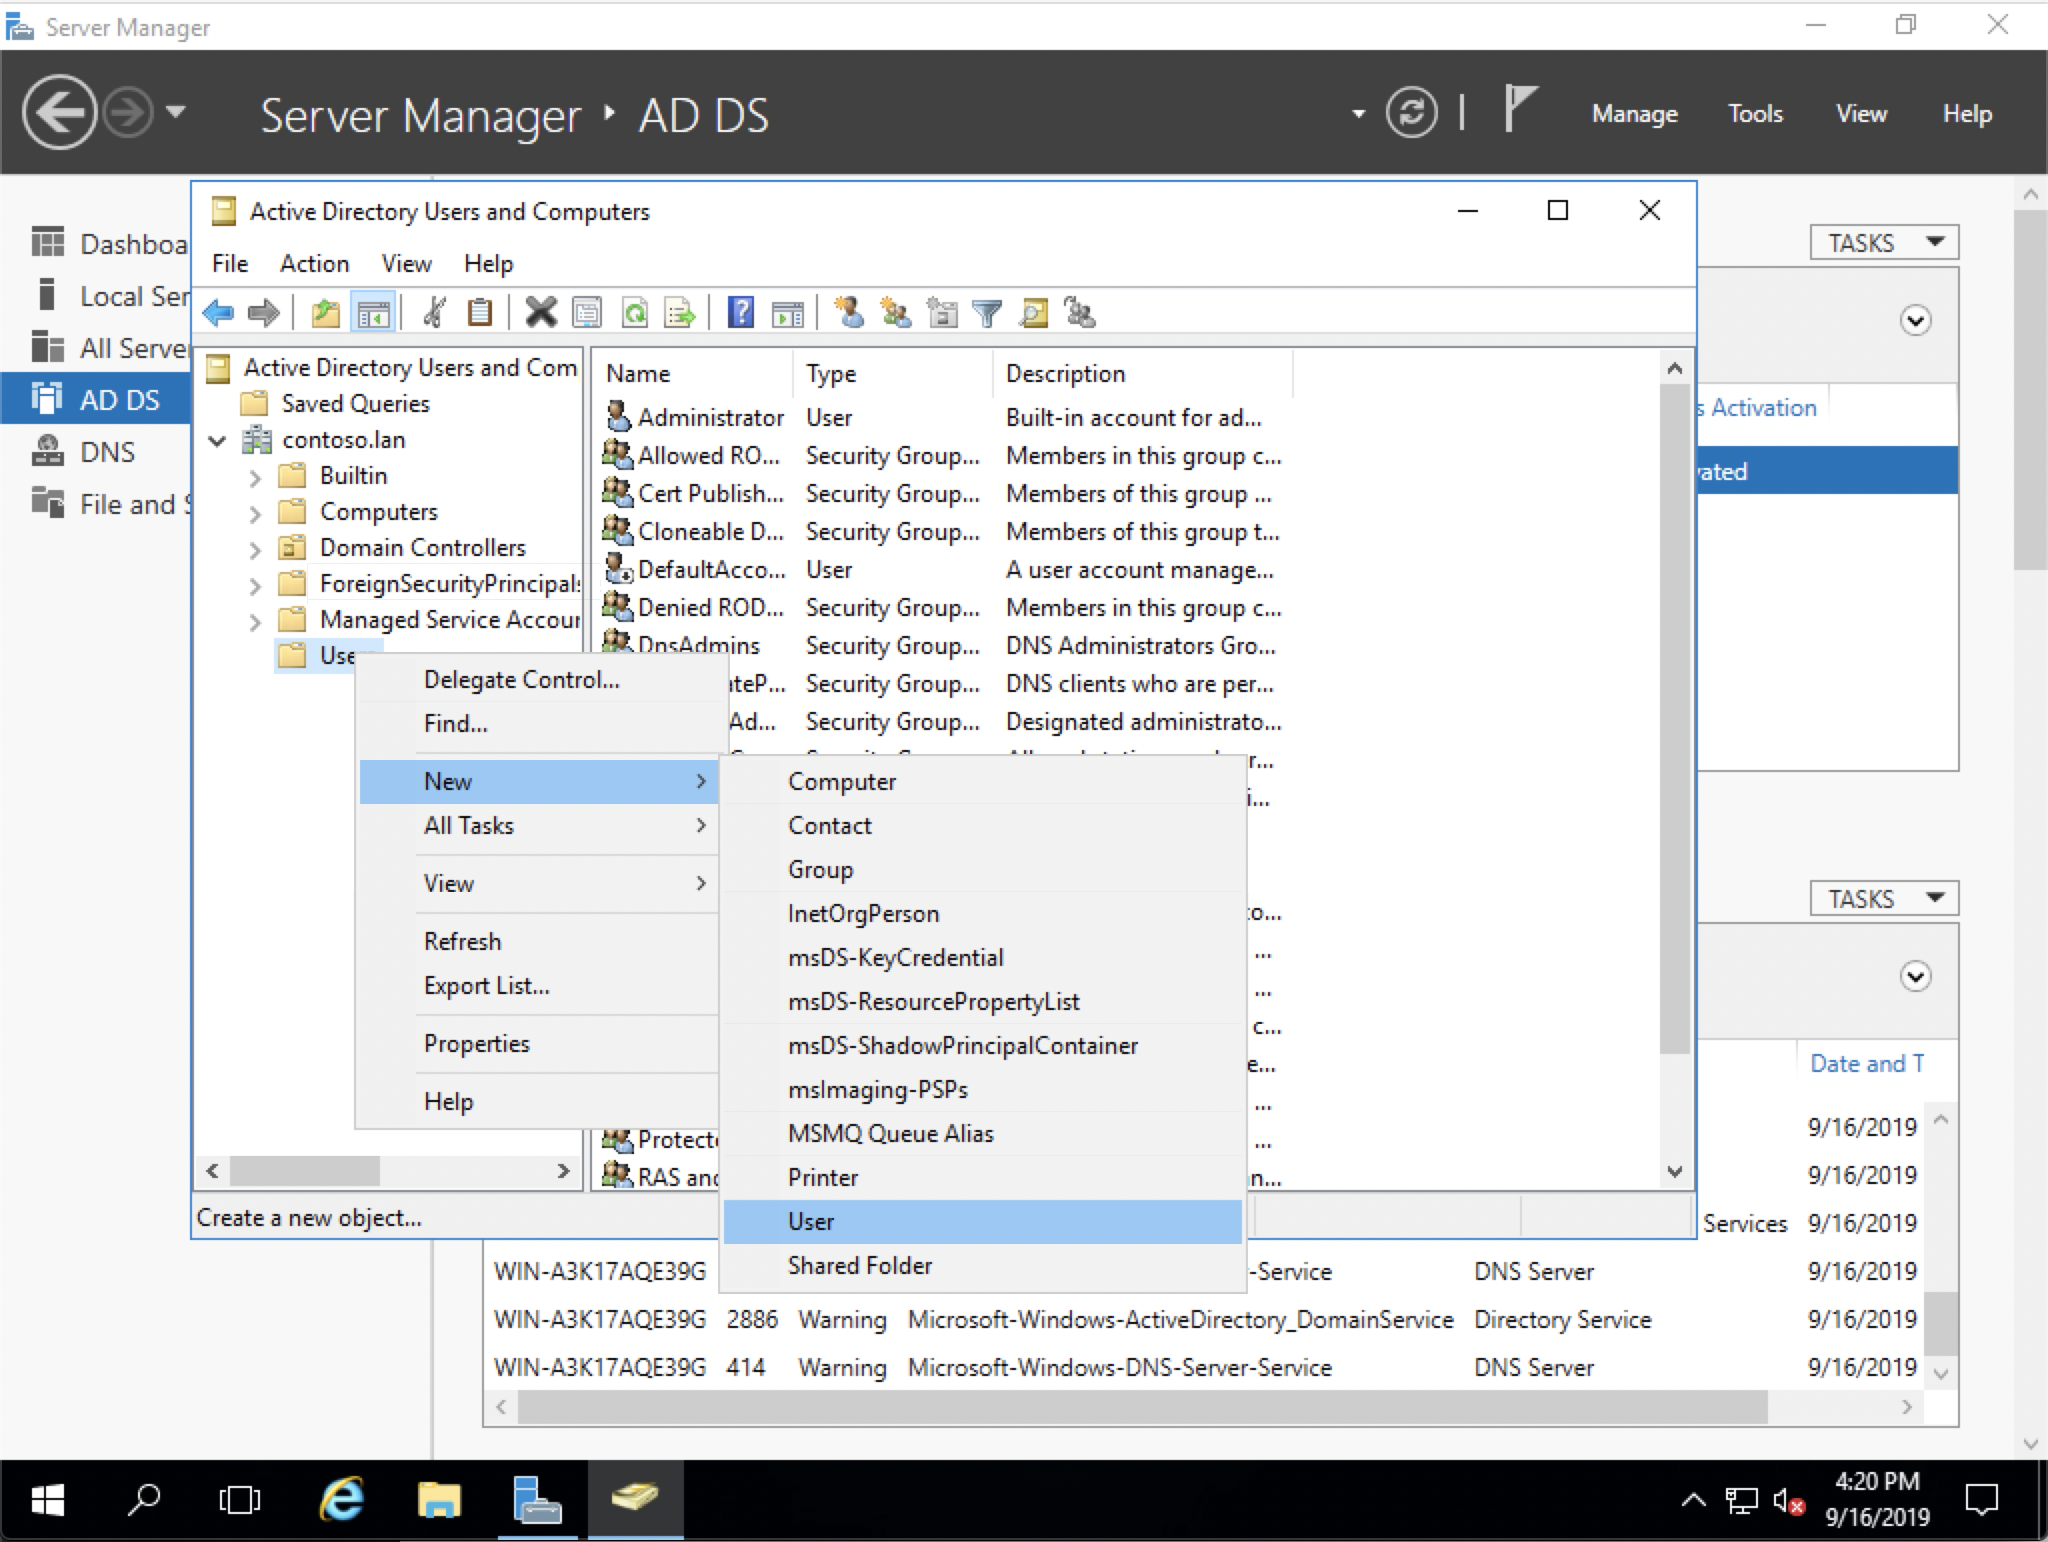 Server Manager
Server Manager ‣ AD DS
Manage Tools View Help
Dashboa
Local Ser
All Server
AD DS
DNS
File and S
TASKS
s Activation
vated
TASKS
Date and T
9/16/2019
9/16/2019
Services 9/16/2019
Active Directory Users and Computers
File Action View Help
Active Directory Users and Com
Saved Queries
contoso.lan
Builtin
Computers
Domain Controllers
ForeignSecurityPrincipals
Managed Service Accour
Use
Name Type Description
Administrator User Built-in account for ad...
Allowed RO... Security Group... Members in this group c...
Cert Publish... Security Group... Members of this group ...
Cloneable D... Security Group... Members of this group t...
DefaultAcco... User A user account manage...
Denied ROD... Security Group... Members in this group c...
DnsAdmins Security Group... DNS Administrators Gro...
ateP... Security Group... DNS clients who are per...
Ad... Security Group... Designated administrato...
r...
i...
to...
...
...
c...
e...
...
Protecte ...
RAS and n...
Delegate Control...
Find...
New
All Tasks
View
Refresh
Export List...
Properties
Help
Computer
Contact
Group
InetOrgPerson
msDS-KeyCredential
msDS-ResourcePropertyList
msDS-ShadowPrincipalContainer
msImaging-PSPs
MSMQ Queue Alias
Printer
User
Shared Folder
Create a new object...
WIN-A3K17AQE39G -Service DNS Server 9/16/2019
WIN-A3K17AQE39G 2886 Warning Microsoft-Windows-ActiveDirectory_DomainService Directory Service 9/16/2019
WIN-A3K17AQE39G 414 Warning Microsoft-Windows-DNS-Server-Service DNS Server 9/16/2019
4:20 PM
9/16/2019